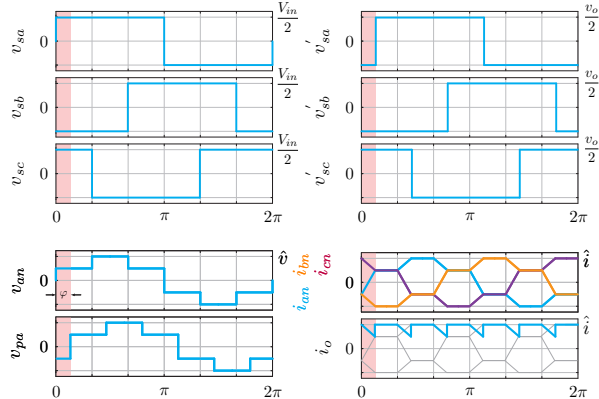 v_sa 0 V_in/2
v'_sa 0 v_o/2
v_sb 0 V_in/2
v'_sb 0 v_o/2
v_sc 0 V_in/2
v'_sc 0 v_o/2
0 π 2π
0 π 2π
v_an 0 v̂
φ
i_an i_bn i_cn 0 î
v_pa 0
i_o 0 î
0 π 2π
0 π 2π